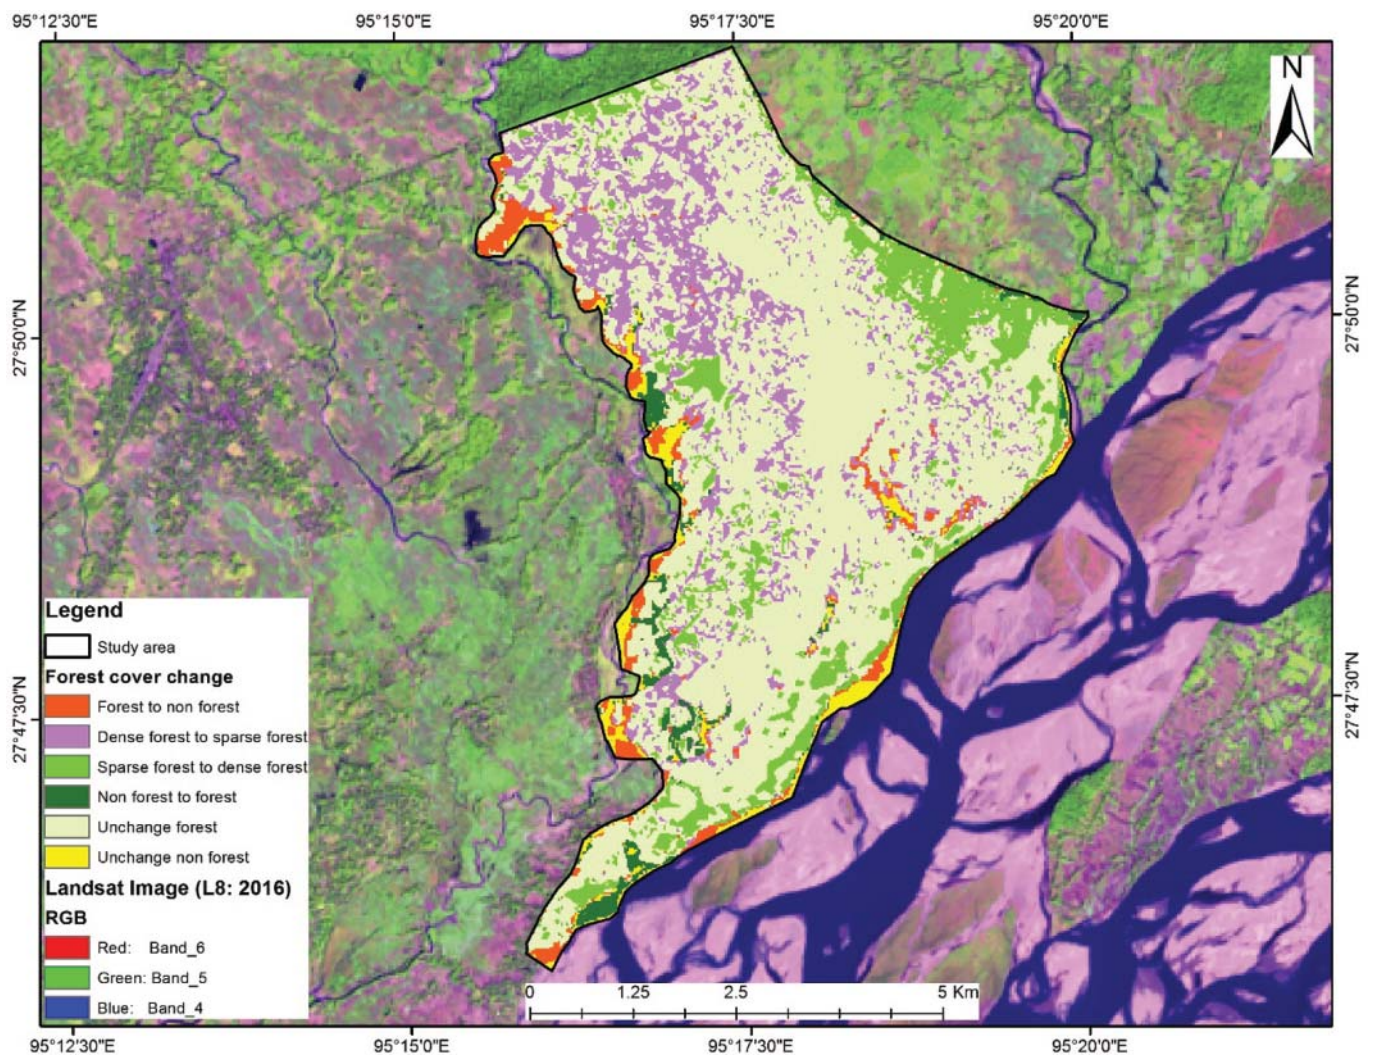 95°12'30"E 95°15'0"E 95°17'30"E 95°20'0"E
N
27°50'0"N 27°50'0"N
27°47'30"N 27°47'30"N
Legend
Study area
Forest cover change
Forest to non forest
Dense forest to sparse forest
Sparse forest to dense forest
Non forest to forest
Unchange forest
Unchange non forest
Landsat Image (L8: 2016)
RGB
Red: Band_6
Green: Band_5
Blue: Band_4
0 1.25 2.5 5 Km
95°12'30"E 95°15'0"E 95°17'30"E 95°20'0"E